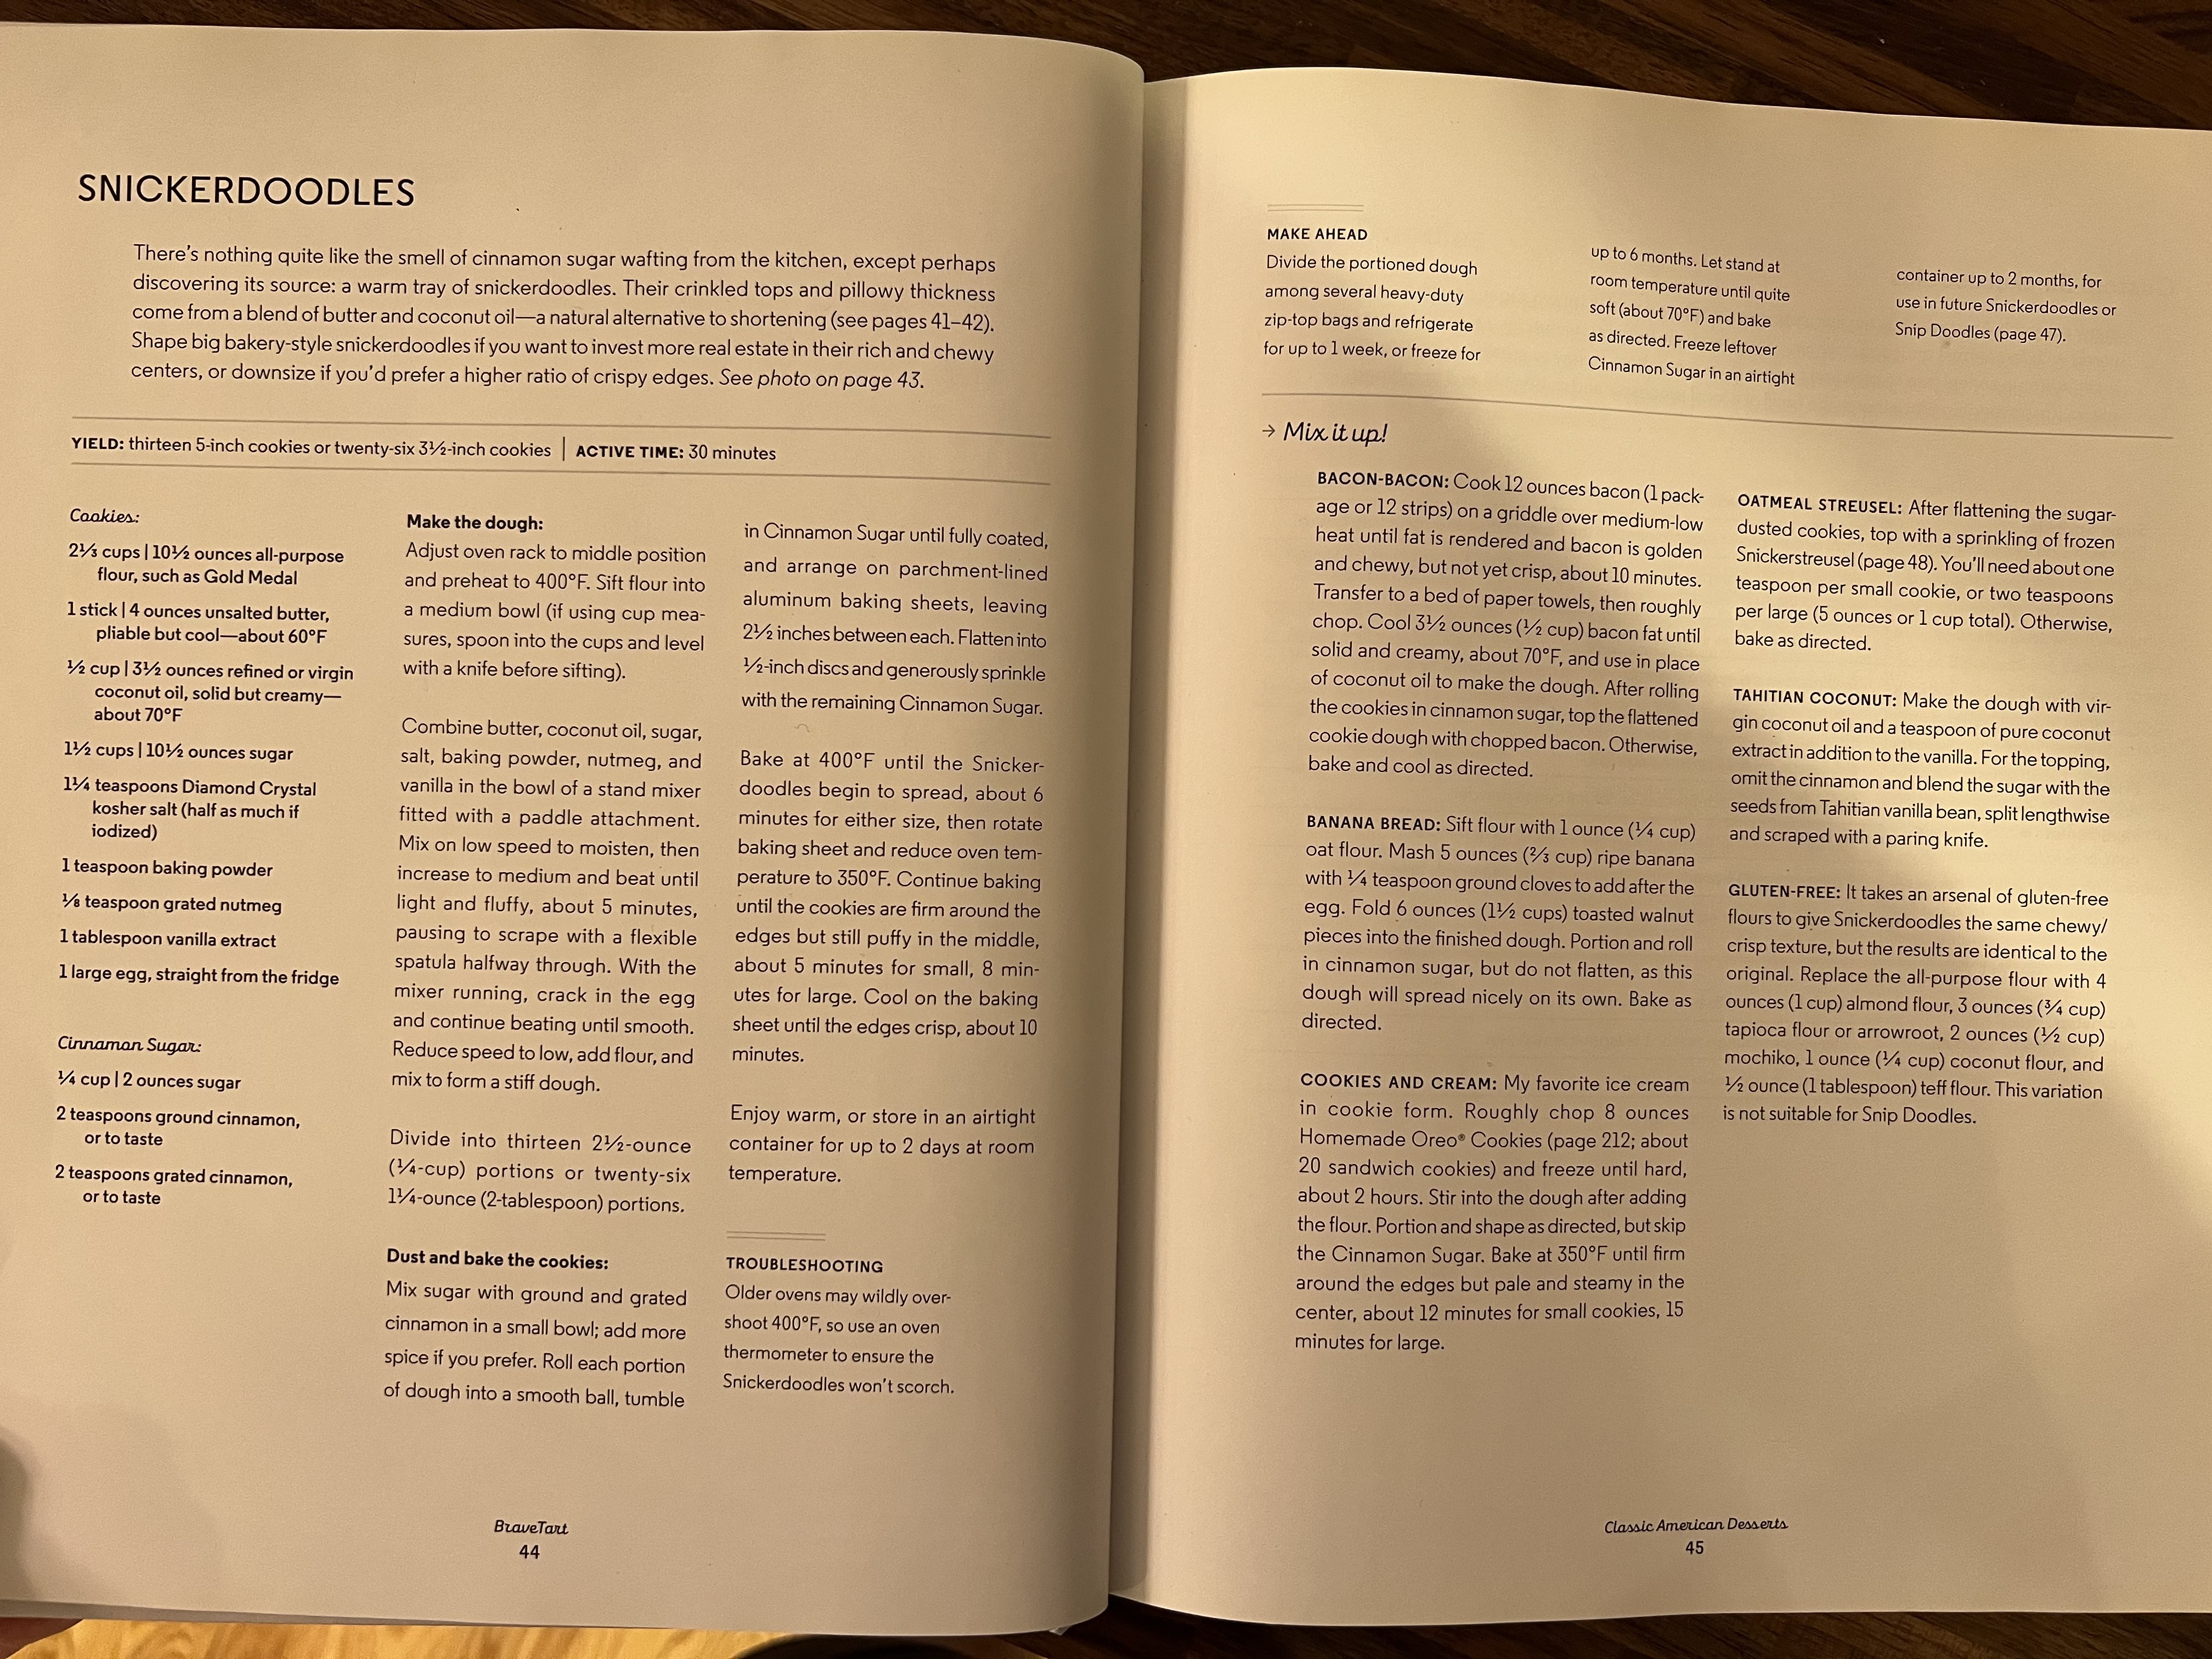 SNICKERDOODLES
There's nothing quite like the smell of cinnamon sugar wafting from the kitchen, except perhaps
discovering its source: a warm tray of snickerdoodles. Their crinkled tops and pillowy thickness
come from a blend of butter and coconut oil—a natural alternative to shortening (see pages 41–42).
Shape big bakery-style snickerdoodles if you want to invest more real estate in their rich and chewy
centers, or downsize if you'd prefer a higher ratio of crispy edges. See photo on page 43.
YIELD: thirteen 5-inch cookies or twenty-six 3½-inch cookies | ACTIVE TIME: 30 minutes
Cookies:
2⅓ cups | 10½ ounces all-purpose
flour, such as Gold Medal
1 stick | 4 ounces unsalted butter,
pliable but cool—about 60°F
½ cup | 3½ ounces refined or virgin
coconut oil, solid but creamy—
about 70°F
1½ cups | 10½ ounces sugar
1¼ teaspoons Diamond Crystal
kosher salt (half as much if
iodized)
1 teaspoon baking powder
⅛ teaspoon grated nutmeg
1 tablespoon vanilla extract
1 large egg, straight from the fridge
Cinnamon Sugar:
¼ cup | 2 ounces sugar
2 teaspoons ground cinnamon,
or to taste
2 teaspoons grated cinnamon,
or to taste
Make the dough:
Adjust oven rack to middle position
and preheat to 400°F. Sift flour into
a medium bowl (if using cup mea-
sures, spoon into the cups and level
with a knife before sifting).
Combine butter, coconut oil, sugar,
salt, baking powder, nutmeg, and
vanilla in the bowl of a stand mixer
fitted with a paddle attachment.
Mix on low speed to moisten, then
increase to medium and beat until
light and fluffy, about 5 minutes,
pausing to scrape with a flexible
spatula halfway through. With the
mixer running, crack in the egg
and continue beating until smooth.
Reduce speed to low, add flour, and
mix to form a stiff dough.
Divide into thirteen 2½-ounce
(¼-cup) portions or twenty-six
1¼-ounce (2-tablespoon) portions.
Dust and bake the cookies:
Mix sugar with ground and grated
cinnamon in a small bowl; add more
spice if you prefer. Roll each portion
of dough into a smooth ball, tumble
in Cinnamon Sugar until fully coated,
and arrange on parchment-lined
aluminum baking sheets, leaving
2½ inches between each. Flatten into
½-inch discs and generously sprinkle
with the remaining Cinnamon Sugar.
Bake at 400°F until the Snicker-
doodles begin to spread, about 6
minutes for either size, then rotate
baking sheet and reduce oven tem-
perature to 350°F. Continue baking
until the cookies are firm around the
edges but still puffy in the middle,
about 5 minutes for small, 8 min-
utes for large. Cool on the baking
sheet until the edges crisp, about 10
minutes.
Enjoy warm, or store in an airtight
container for up to 2 days at room
temperature.
TROUBLESHOOTING
Older ovens may wildly over-
shoot 400°F, so use an oven
thermometer to ensure the
Snickerdoodles won't scorch.
BraveTart
44
MAKE AHEAD
Divide the portioned dough
among several heavy-duty
zip-top bags and refrigerate
for up to 1 week, or freeze for
up to 6 months. Let stand at
room temperature until quite
soft (about 70°F) and bake
as directed. Freeze leftover
Cinnamon Sugar in an airtight
container up to 2 months, for
use in future Snickerdoodles or
Snip Doodles (page 47).
→ Mix it up!
BACON-BACON: Cook 12 ounces bacon (1 pack-
age or 12 strips) on a griddle over medium-low
heat until fat is rendered and bacon is golden
and chewy, but not yet crisp, about 10 minutes.
Transfer to a bed of paper towels, then roughly
chop. Cool 3½ ounces (½ cup) bacon fat until
solid and creamy, about 70°F, and use in place
of coconut oil to make the dough. After rolling
the cookies in cinnamon sugar, top the flattened
cookie dough with chopped bacon. Otherwise,
bake and cool as directed.
BANANA BREAD: Sift flour with 1 ounce (¼ cup)
oat flour. Mash 5 ounces (⅔ cup) ripe banana
with ¼ teaspoon ground cloves to add after the
egg. Fold 6 ounces (1½ cups) toasted walnut
pieces into the finished dough. Portion and roll
in cinnamon sugar, but do not flatten, as this
dough will spread nicely on its own. Bake as
directed.
COOKIES AND CREAM: My favorite ice cream
in cookie form. Roughly chop 8 ounces
Homemade Oreo® Cookies (page 212; about
20 sandwich cookies) and freeze until hard,
about 2 hours. Stir into the dough after adding
the flour. Portion and shape as directed, but skip
the Cinnamon Sugar. Bake at 350°F until firm
around the edges but pale and steamy in the
center, about 12 minutes for small cookies, 15
minutes for large.
OATMEAL STREUSEL: After flattening the sugar-
dusted cookies, top with a sprinkling of frozen
Snickerstreusel (page 48). You'll need about one
teaspoon per small cookie, or two teaspoons
per large (5 ounces or 1 cup total). Otherwise,
bake as directed.
TAHITIAN COCONUT: Make the dough with vir-
gin coconut oil and a teaspoon of pure coconut
extract in addition to the vanilla. For the topping,
omit the cinnamon and blend the sugar with the
seeds from Tahitian vanilla bean, split lengthwise
and scraped with a paring knife.
GLUTEN-FREE: It takes an arsenal of gluten-free
flours to give Snickerdoodles the same chewy/
crisp texture, but the results are identical to the
original. Replace the all-purpose flour with 4
ounces (1 cup) almond flour, 3 ounces (¾ cup)
tapioca flour or arrowroot, 2 ounces (½ cup)
mochiko, 1 ounce (¼ cup) coconut flour, and
½ ounce (1 tablespoon) teff flour. This variation
is not suitable for Snip Doodles.
Classic American Desserts
45